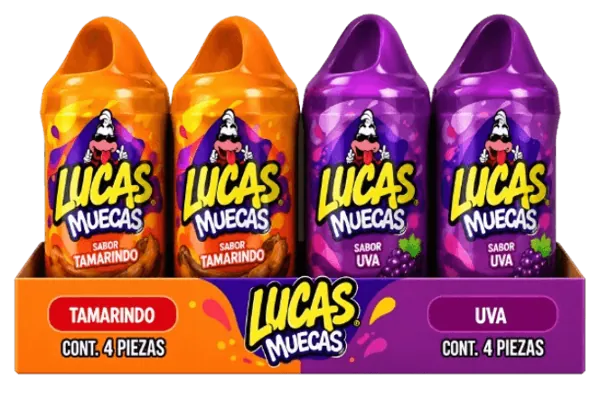 LUCAS®
MUECAS
SABOR
TAMARINDO
LUCAS®
MUECAS
SABOR
TAMARINDO
LUCAS®
MUECAS
SABOR
UVA
LUCAS®
MUECAS
SABOR
UVA
TAMARINDO
CONT. 4 PIEZAS
LUCAS®
MUECAS
UVA
CONT. 4 PIEZAS